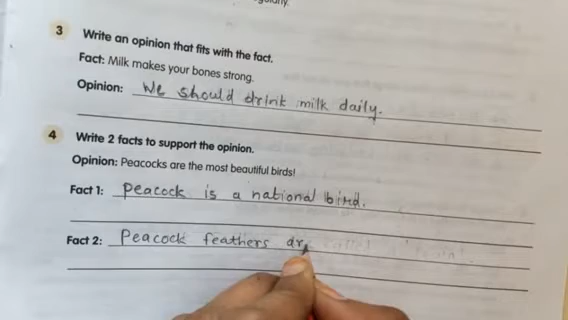 3 Write an opinion that fits with the fact.
Fact: Milk makes your bones strong.
Opinion: We should drink milk daily.
4 Write 2 facts to support the opinion.
Opinion: Peacocks are the most beautiful birds!
Fact 1: Peacock is a national bird.
Fact 2: Peacock feathers